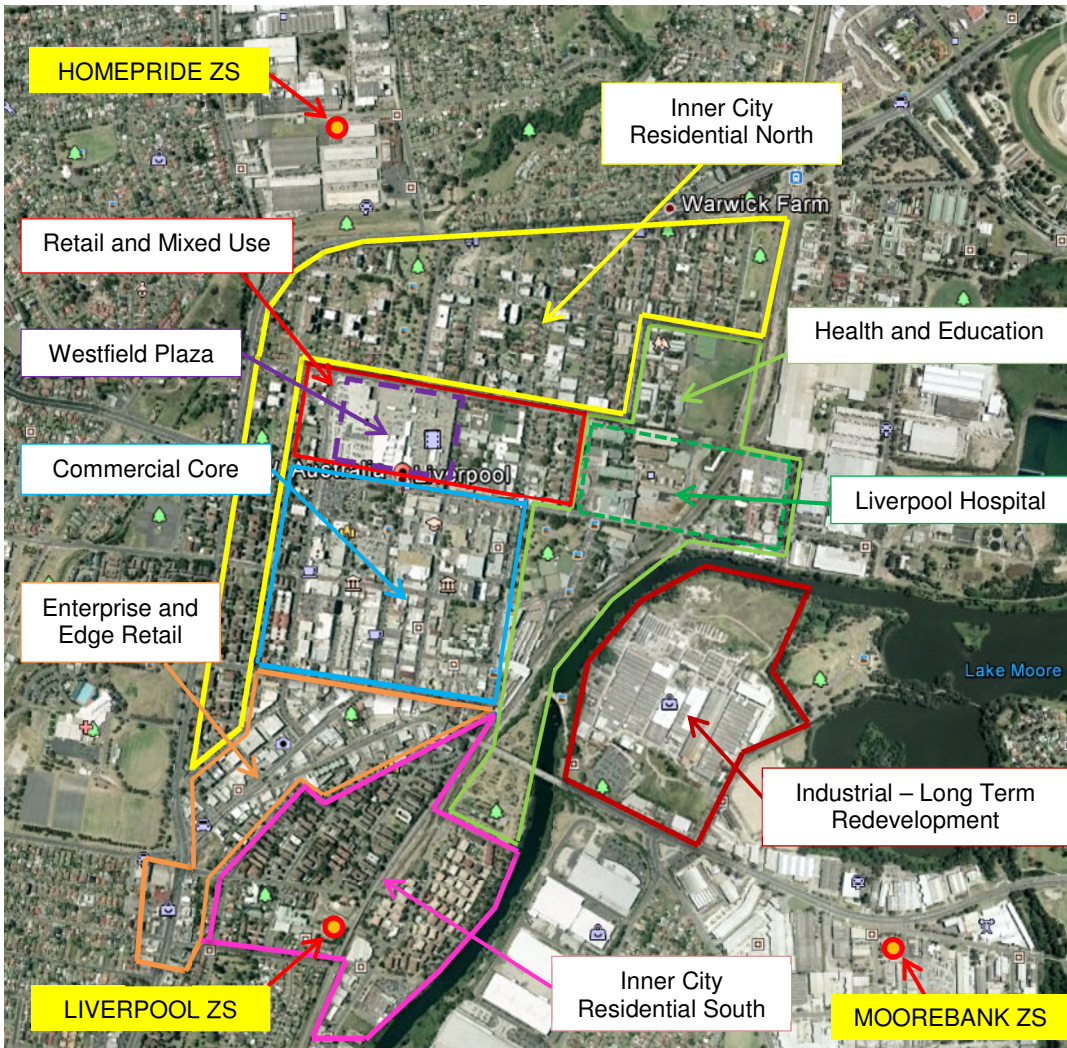 HOMEPRIDE ZS
Inner City
Residential North
Warwick Farm
Retail and Mixed Use
Health and Education
Westfield Plaza
Commercial Core
Australia
Liverpool
Liverpool Hospital
Enterprise and
Edge Retail
Lake Moore
Industrial – Long Term
Redevelopment
Inner City
Residential South
LIVERPOOL ZS
MOOREBANK ZS